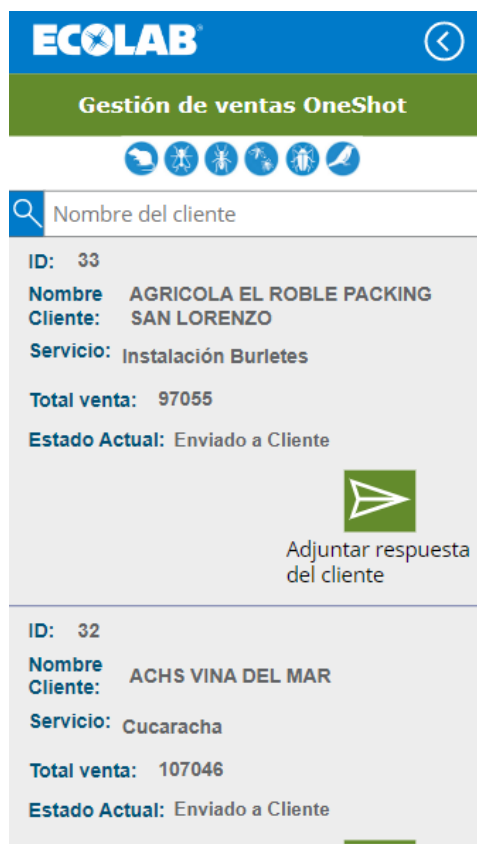 ECOLAB®
Gestión de ventas OneShot
Nombre del cliente
ID: 33
Nombre Cliente: AGRICOLA EL ROBLE PACKING SAN LORENZO
Servicio: Instalación Burletes
Total venta: 97055
Estado Actual: Enviado a Cliente
Adjuntar respuesta
del cliente
ID: 32
Nombre Cliente: ACHS VINA DEL MAR
Servicio: Cucaracha
Total venta: 107046
Estado Actual: Enviado a Cliente